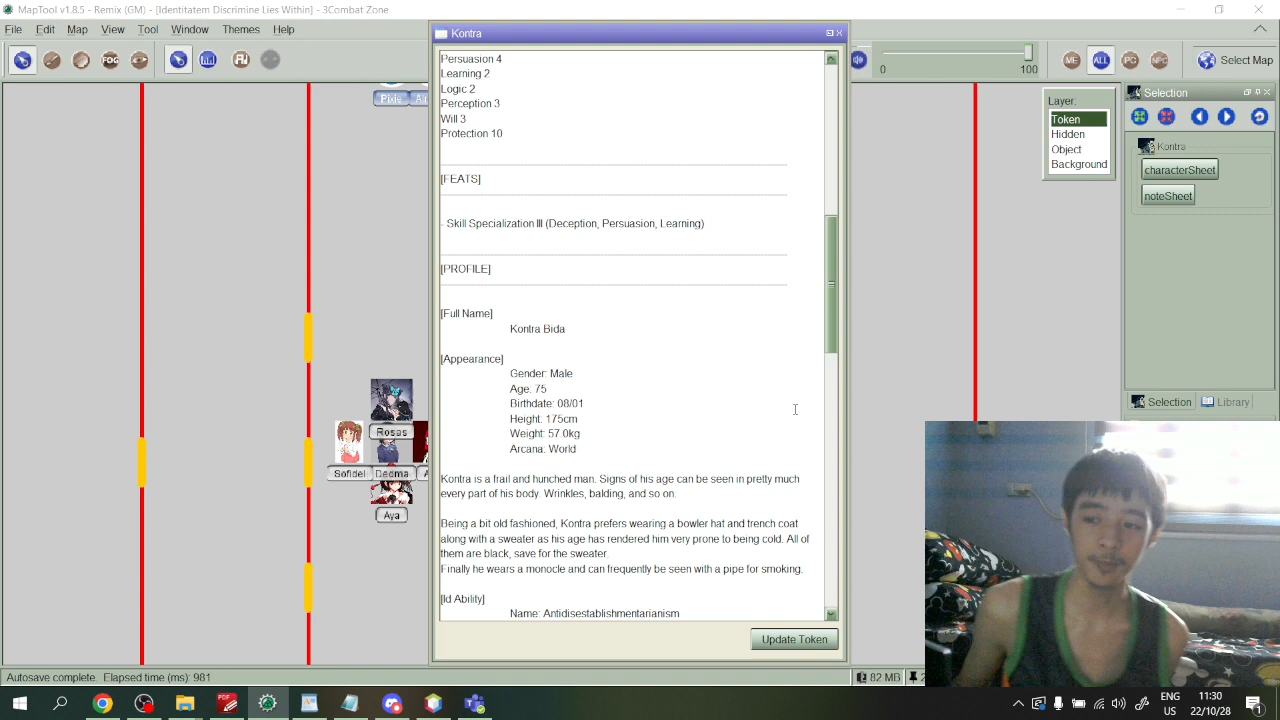 MapTool v1.8.5 - Remix (GM) - [Identitatem Discrimine Lies Within] - 3Combat Zone
File Edit Map View Tool Window Themes Help
FOG
0 100
ME ALL PC NPC
Select Map
Kontra
Persuasion 4
Learning 2
Logic 2
Perception 3
Will 3
Protection 10
[FEATS]
- Skill Specialization III (Deception, Persuasion, Learning)
[PROFILE]
[Full Name]
Kontra Bida
[Appearance]
Gender: Male
Age: 75
Birthdate: 08/01
Height: 175cm
Weight: 57.0kg
Arcana: World
Kontra is a frail and hunched man. Signs of his age can be seen in pretty much
every part of his body. Wrinkles, balding, and so on.
Being a bit old fashioned, Kontra prefers wearing a bowler hat and trench coat
along with a sweater as his age has rendered him very prone to being cold. All of
them are black, save for the sweater.
Finally he wears a monocle and can frequently be seen with a pipe for smoking.
[Id Ability]
Name: Antidisestablishmentarianism
Update Token
Pixie
Rosas
Sofidel Dedma
Aya
Layer:
Token
Hidden
Object
Background
Selection
Kontra
characterSheet
noteSheet
Selection Library
Autosave complete. Elapsed time (ms): 981
82 MB
PDF
ENG
US
11:30
22/10/28